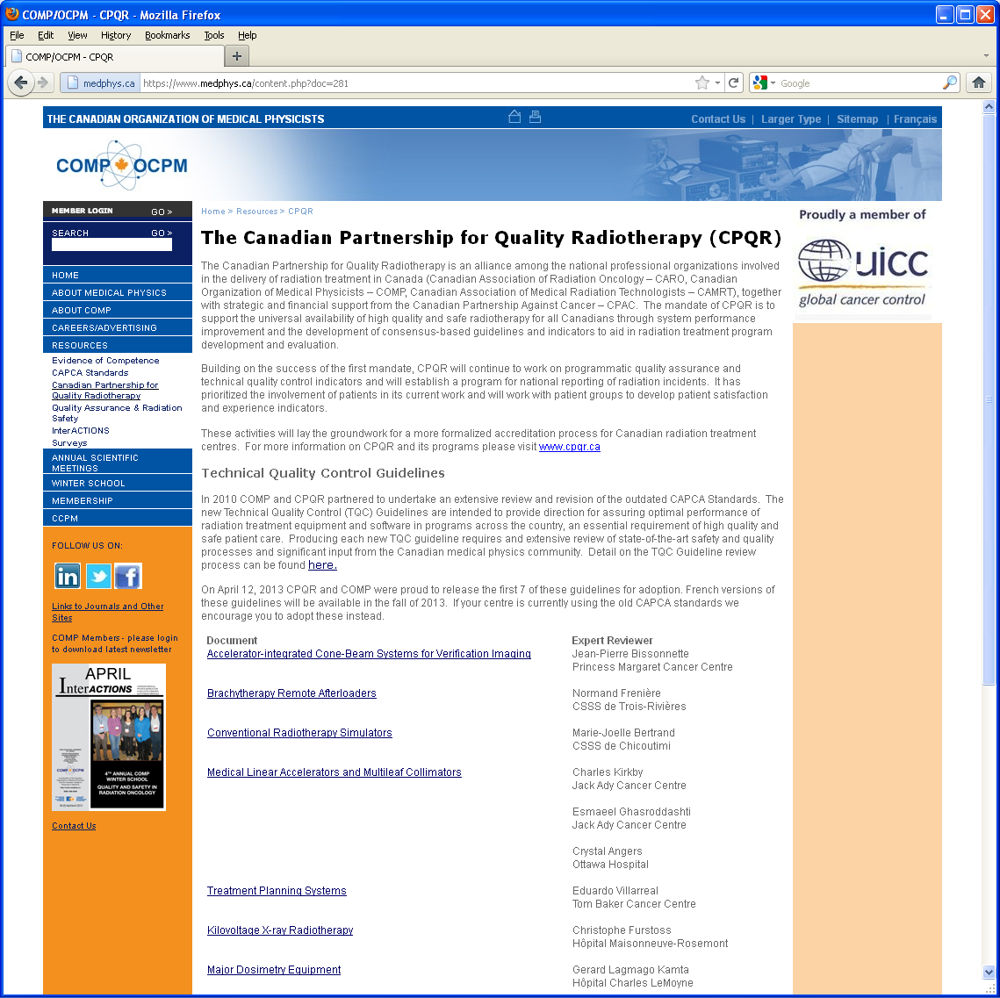 COMP/OCPM - CPQR - Mozilla Firefox
File Edit View History Bookmarks Tools Help
COMP/OCPM - CPQR
medphys.ca https://www.medphys.ca/content.php?doc=281
Google
THE CANADIAN ORGANIZATION OF MEDICAL PHYSICISTS
Contact Us | Larger Type | Sitemap | Français
COMP OCPM
MEMBER LOGIN GO >
SEARCH GO >
HOME
ABOUT MEDICAL PHYSICS
ABOUT COMP
CAREERS/ADVERTISING
RESOURCES
Evidence of Competence
CAPCA Standards
Canadian Partnership for
Quality Radiotherapy
Quality Assurance & Radiation
Safety
InterACTIONS
Surveys
ANNUAL SCIENTIFIC
MEETINGS
WINTER SCHOOL
MEMBERSHIP
CCPM
FOLLOW US ON:
Links to Journals and Other
Sites
COMP Members - please login
to download latest newsletter
APRIL
InterACTIONS
COMP OCPM
4TH ANNUAL COMP
WINTER SCHOOL
QUALITY AND SAFETY IN
RADIATION ONCOLOGY
Contact Us
Home > Resources > CPQR
The Canadian Partnership for Quality Radiotherapy (CPQR)
The Canadian Partnership for Quality Radiotherapy is an alliance among the national professional organizations involved
in the delivery of radiation treatment in Canada (Canadian Association of Radiation Oncology – CARO, Canadian
Organization of Medical Physicists – COMP, Canadian Association of Medical Radiation Technologists – CAMRT), together
with strategic and financial support from the Canadian Partnership Against Cancer – CPAC. The mandate of CPQR is to
support the universal availability of high quality and safe radiotherapy for all Canadians through system performance
improvement and the development of consensus-based guidelines and indicators to aid in radiation treatment program
development and evaluation.
Building on the success of the first mandate, CPQR will continue to work on programmatic quality assurance and
technical quality control indicators and will establish a program for national reporting of radiation incidents. It has
prioritized the involvement of patients in its current work and will work with patient groups to develop patient satisfaction
and experience indicators.
These activities will lay the groundwork for a more formalized accreditation process for Canadian radiation treatment
centres. For more information on CPQR and its programs please visit www.cpqr.ca
Technical Quality Control Guidelines
In 2010 COMP and CPQR partnered to undertake an extensive review and revision of the outdated CAPCA Standards. The
new Technical Quality Control (TQC) Guidelines are intended to provide direction for assuring optimal performance of
radiation treatment equipment and software in programs across the country, an essential requirement of high quality and
safe patient care. Producing each new TQC guideline requires and extensive review of state-of-the-art safety and quality
processes and significant input from the Canadian medical physics community. Detail on the TQC Guideline review
process can be found here.
On April 12, 2013 CPQR and COMP were proud to release the first 7 of these guidelines for adoption. French versions of
these guidelines will be available in the fall of 2013. If your centre is currently using the old CAPCA standards we
encourage you to adopt these instead.
Document Expert Reviewer
Accelerator-integrated Cone-Beam Systems for Verification Imaging Jean-Pierre Bissonnette
Princess Margaret Cancer Centre
Brachytherapy Remote Afterloaders Normand Frenière
CSSS de Trois-Rivières
Conventional Radiotherapy Simulators Marie-Joelle Bertrand
CSSS de Chicoutimi
Medical Linear Accelerators and Multileaf Collimators Charles Kirkby
Jack Ady Cancer Centre
Esmaeel Ghasroddashti
Jack Ady Cancer Centre
Crystal Angers
Ottawa Hospital
Treatment Planning Systems Eduardo Villarreal
Tom Baker Cancer Centre
Kilovoltage X-ray Radiotherapy Christophe Furstoss
Hôpital Maisonneuve-Rosemont
Major Dosimetry Equipment Gerard Lagmago Kamta
Hôpital Charles LeMoyne
Proudly a member of
uicc
global cancer control